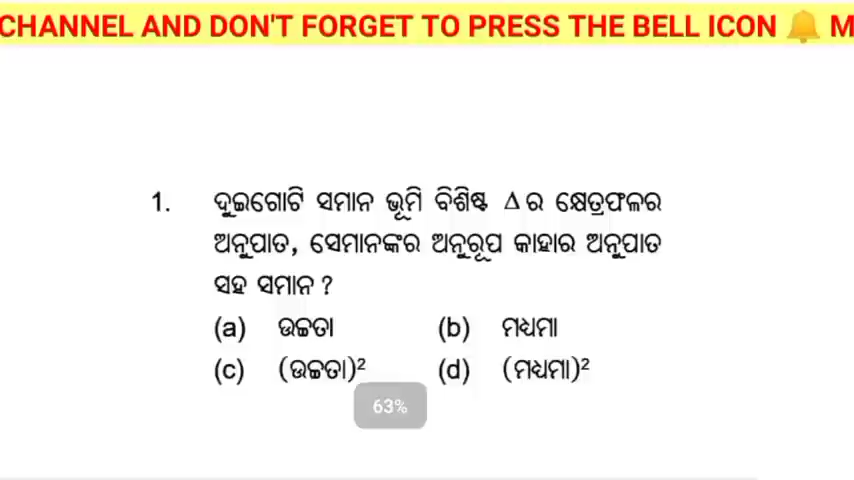 CHANNEL AND DON'T FORGET TO PRESS THE BELL ICON 🔔 M
1. ଦୁଇଗୋଟି ସମାନ ଭୂମି ବିଶିଷ୍ଟ Δ ର କ୍ଷେତ୍ରଫଳର
ଅନୁପାତ, ସେମାନଙ୍କର ଅନୁରୂପ କାହାର ଅନୁପାତ
ସହ ସମାନ ?
(a) ଉଚ୍ଚତା (b) ମଧ୍ୟମା
(c) (ଉଚ୍ଚତା)² (d) (ମଧ୍ୟମା)²
63%